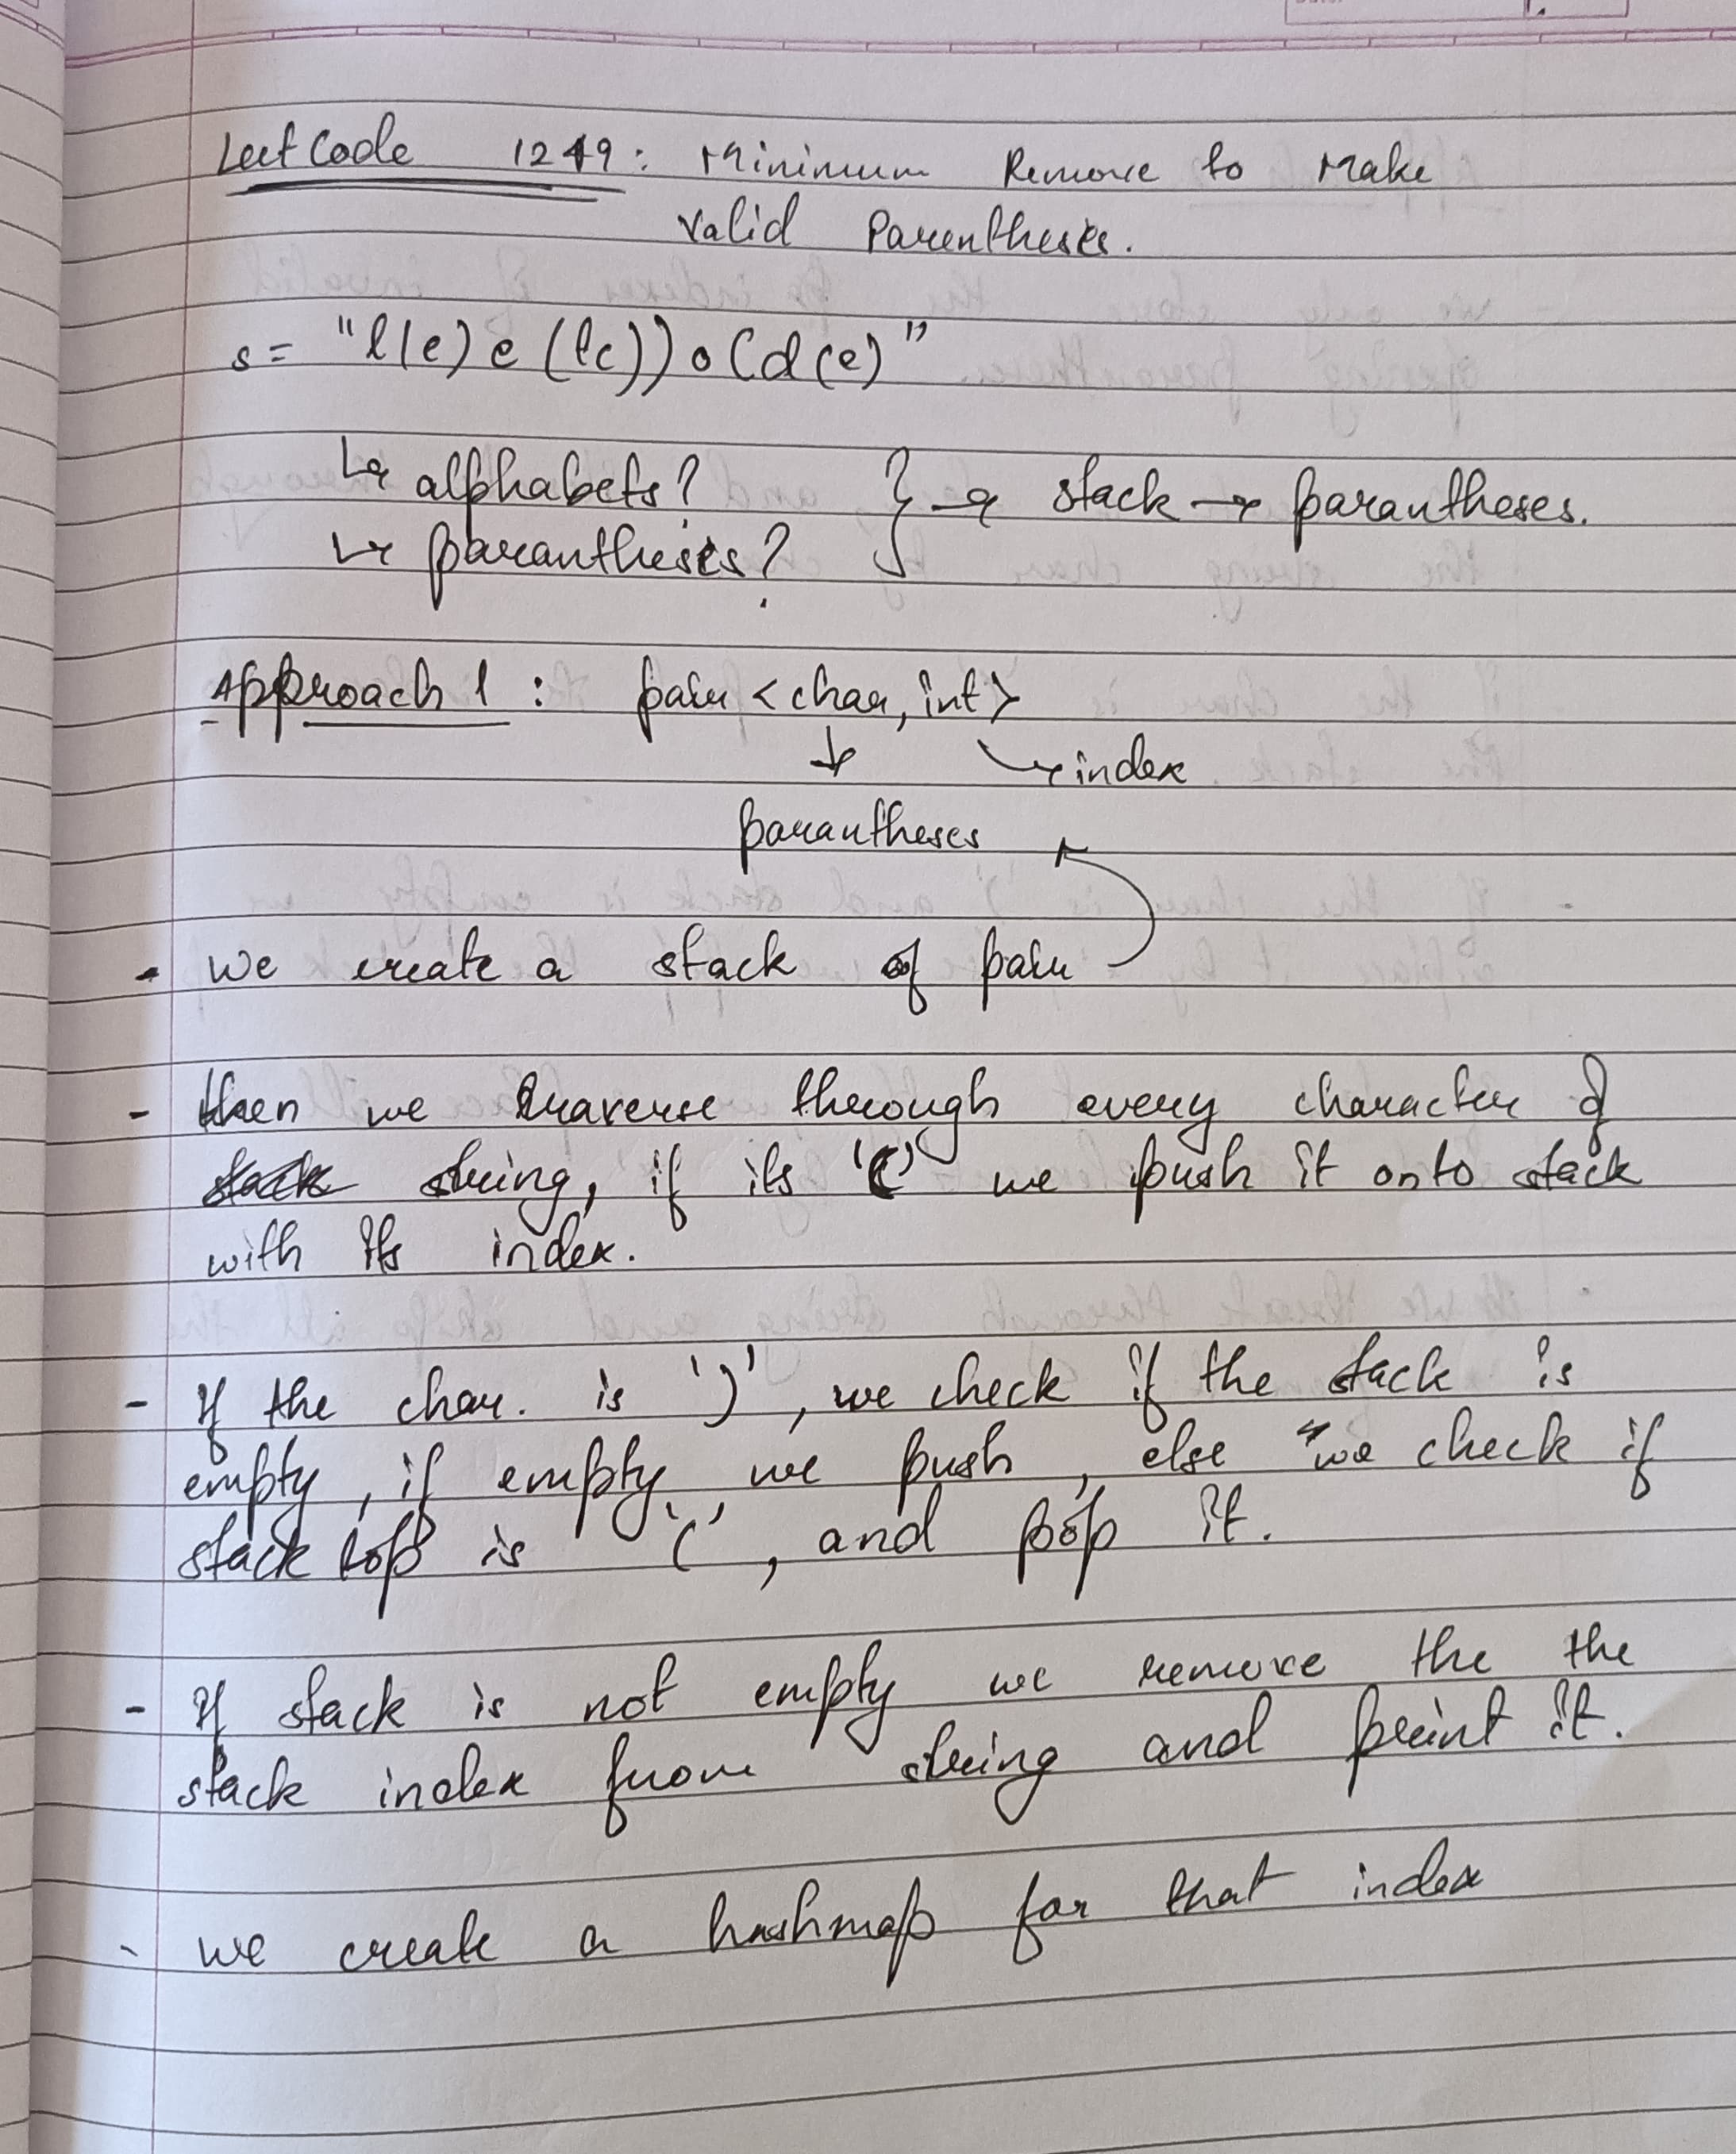 LeetCode 1249: Minimum Remove to Make
Valid Parentheses.
s = "l(e) e (lc)) o (d(e)"
↳ alphabets? } → stack → parantheses.
↳ parantheses?
Approach 1 : pair <char, int>
↓ ↘ index
parantheses
- we create a stack of pair
- then we traverse through every character of
stack string, if its '(' we push it onto stack
with its index.
- If the char. is ')', we check if the stack is
empty, if empty we push, else we check if
stack top is '(', and pop it.
- If stack is not empty we remove the the
stack index from string and print it.
- we create a hashmap for that index